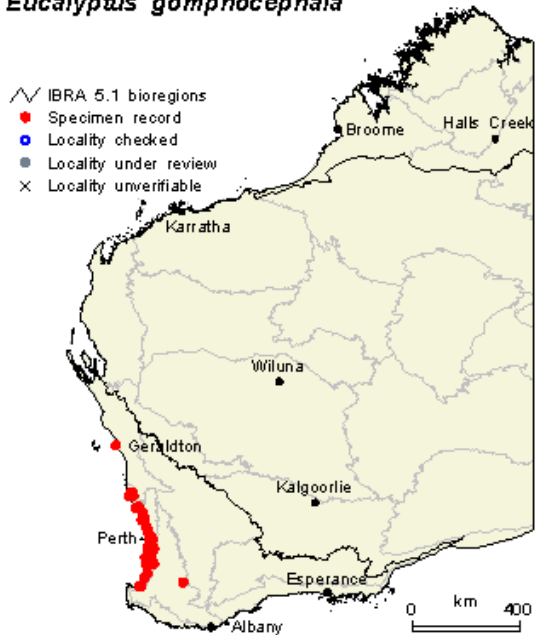 Eucalyptus gomphocephala
IBRA 5.1 bioregions
Specimen record
Locality checked
Locality under review
Locality unverifiable
Broome
Halls Creek
Karratha
Wiluna
Geraldton
Kalgoorlie
Perth
Esperance
Albany
0 km 400